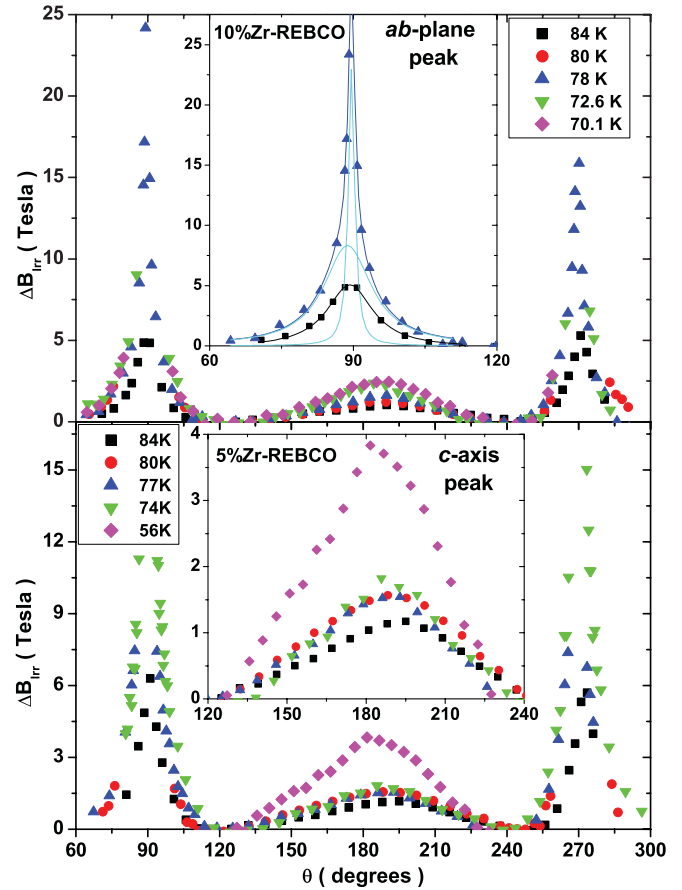 25
20
15
10
5
0
ΔB_Irr ( Tesla )
10%Zr-REBCO
ab-plane
peak
25
20
15
10
5
0
60 90 120
84 K
80 K
78 K
72.6 K
70.1 K
15
12
9
6
3
0
ΔB_Irr ( Tesla )
84K
80K
77K
74K
56K
5%Zr-REBCO
c-axis
peak
4
3
2
1
0
120 150 180 210 240
60 90 120 150 180 210 240 270 300
θ ( degrees )